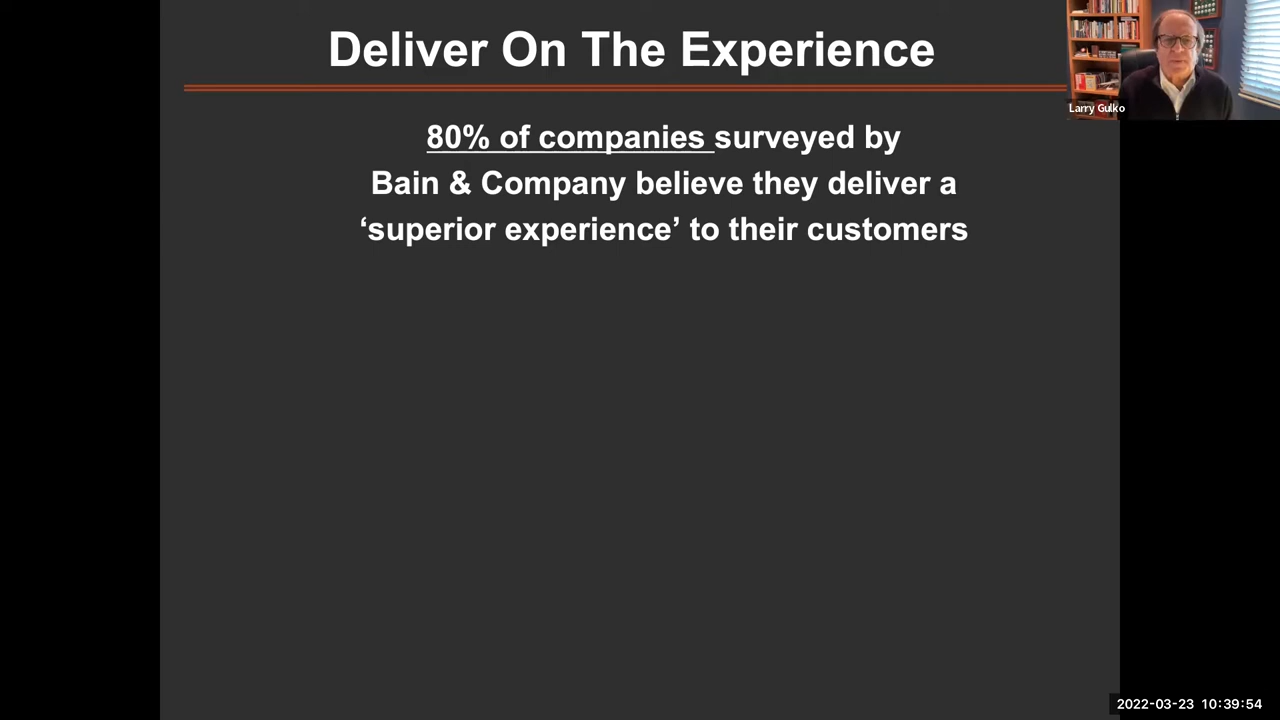 Deliver On The Experience
Larry Gulko
80% of companies surveyed by
Bain & Company believe they deliver a
‘superior experience’ to their customers
2022-03-23 10:39:54